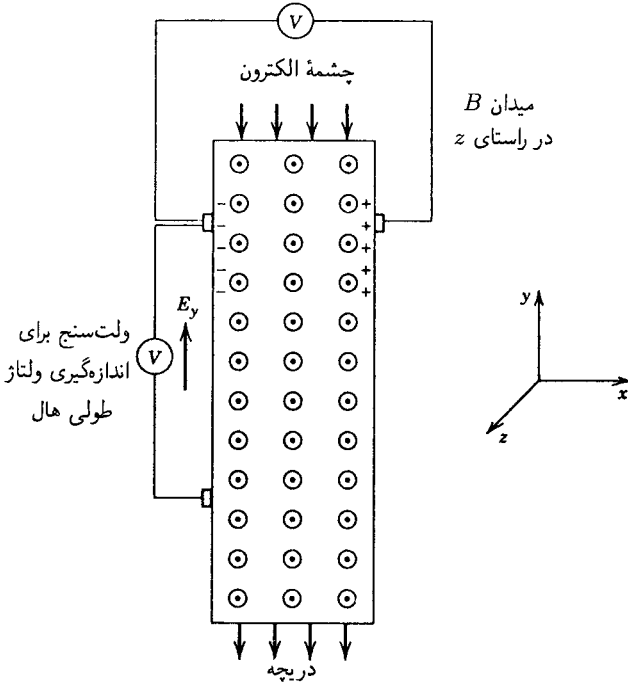 V
چشمهٔ الکترون
میدان B
در راستای z
E_y
ولت‌سنج برای
اندازه‌گیری ولتاژ
طولی هال
V
y
x
z
دریچه